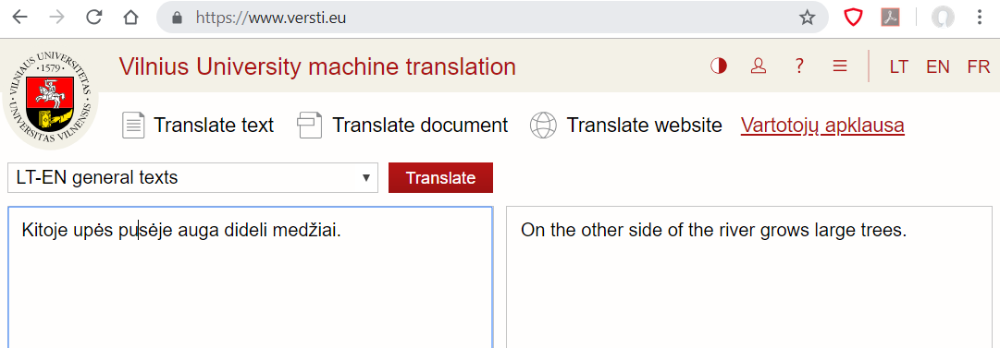 https://www.versti.eu
VILNIAUS UNIVERSITETAS · 1579 · UNIVERSITAS VILNENSIS
Vilnius University machine translation
? LT EN FR
Translate text Translate document Translate website Vartotojų apklausa
LT-EN general texts Translate
Kitoje upės pusėje auga dideli medžiai. On the other side of the river grows large trees.